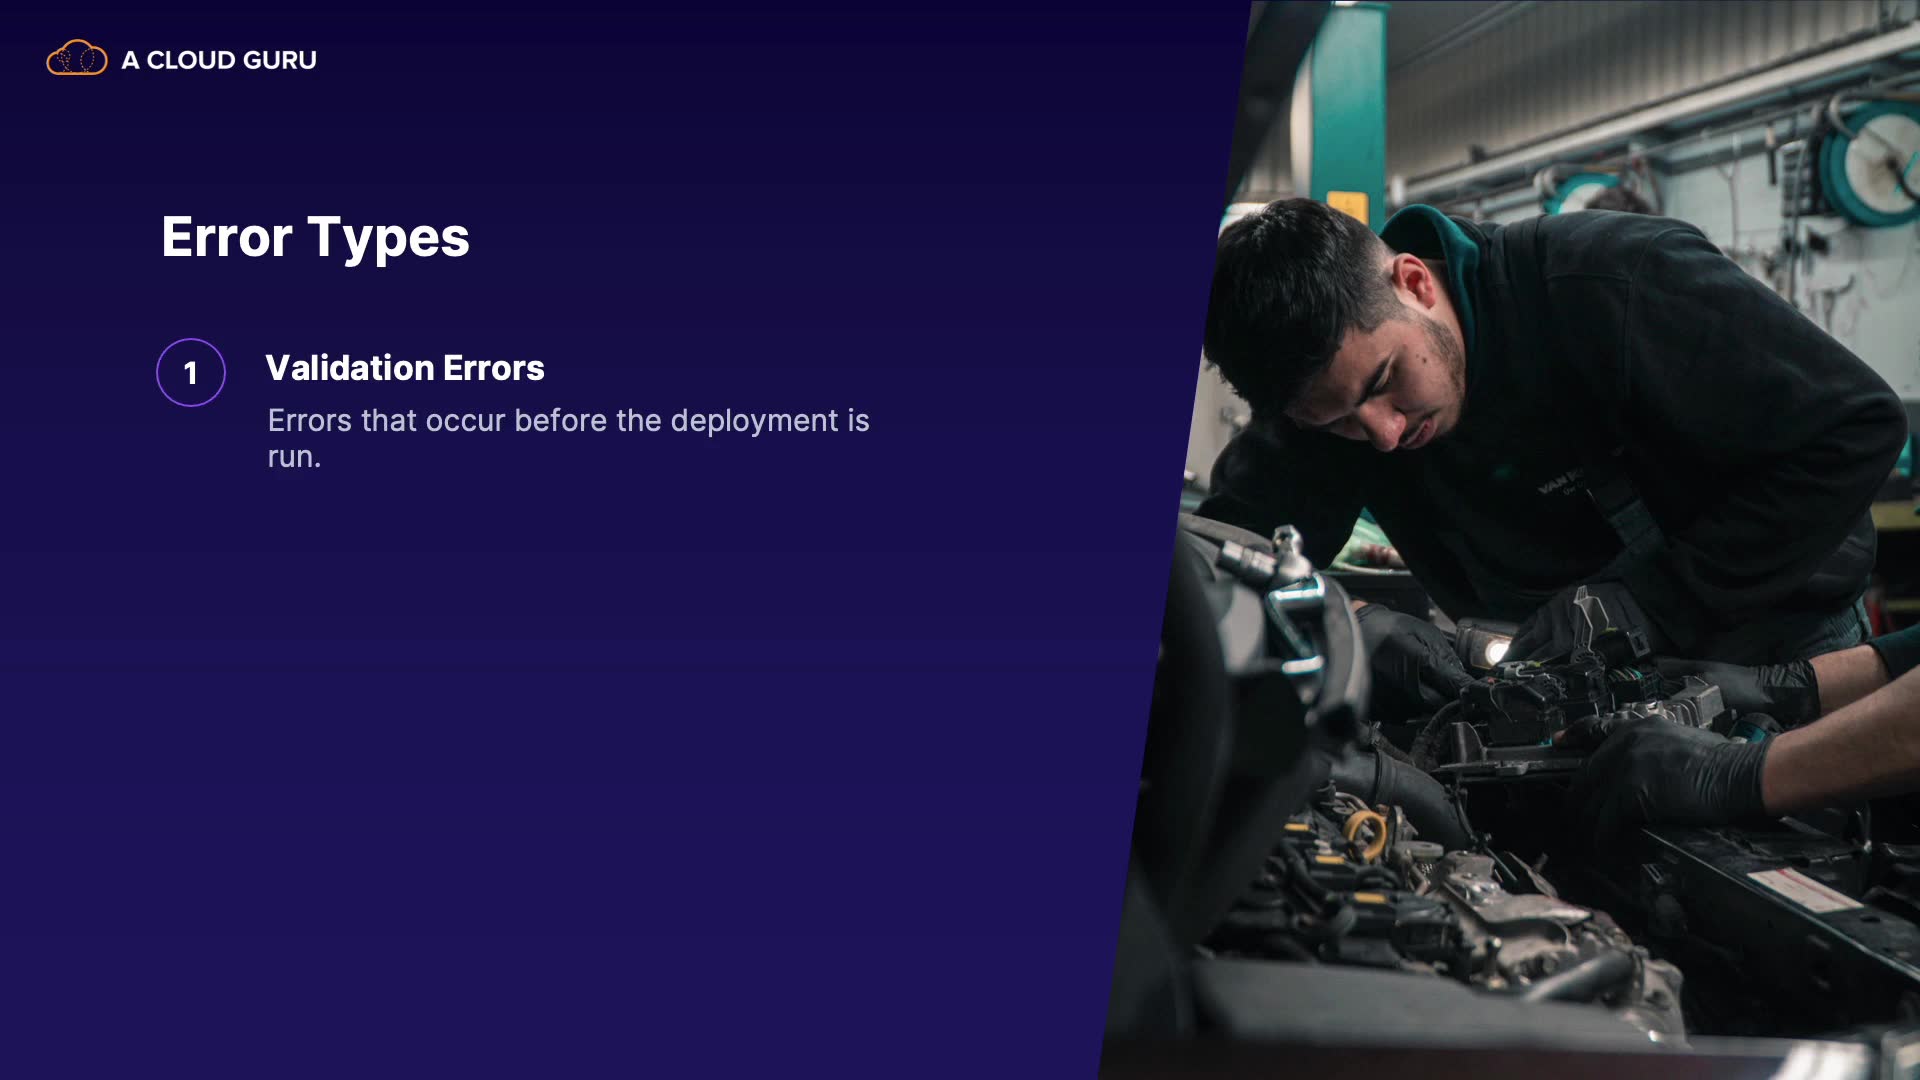 A CLOUD GURU
Error Types
1
Validation Errors
Errors that occur before the deployment is
run.